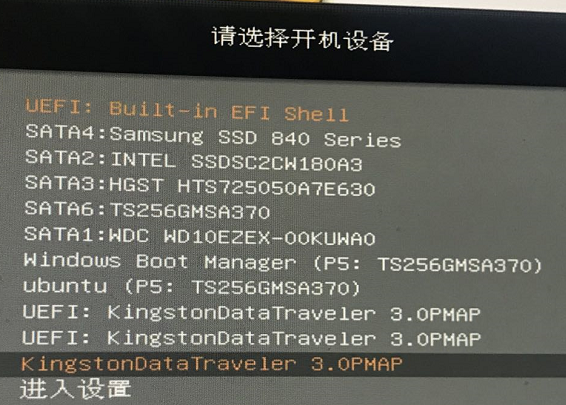 请选择开机设备
UEFI: Built-in EFI Shell
SATA4:Samsung SSD 840 Series
SATA2:INTEL SSDSC2CW180A3
SATA3:HGST HTS725050A7E630
SATA6:TS256GMSA370
SATA1:WDC WD10EZEX-00KUWA0
Windows Boot Manager (P5: TS256GMSA370)
ubuntu (P5: TS256GMSA370)
UEFI: KingstonDataTraveler 3.0PMAP
UEFI: KingstonDataTraveler 3.0PMAP
KingstonDataTraveler 3.0PMAP
进入设置